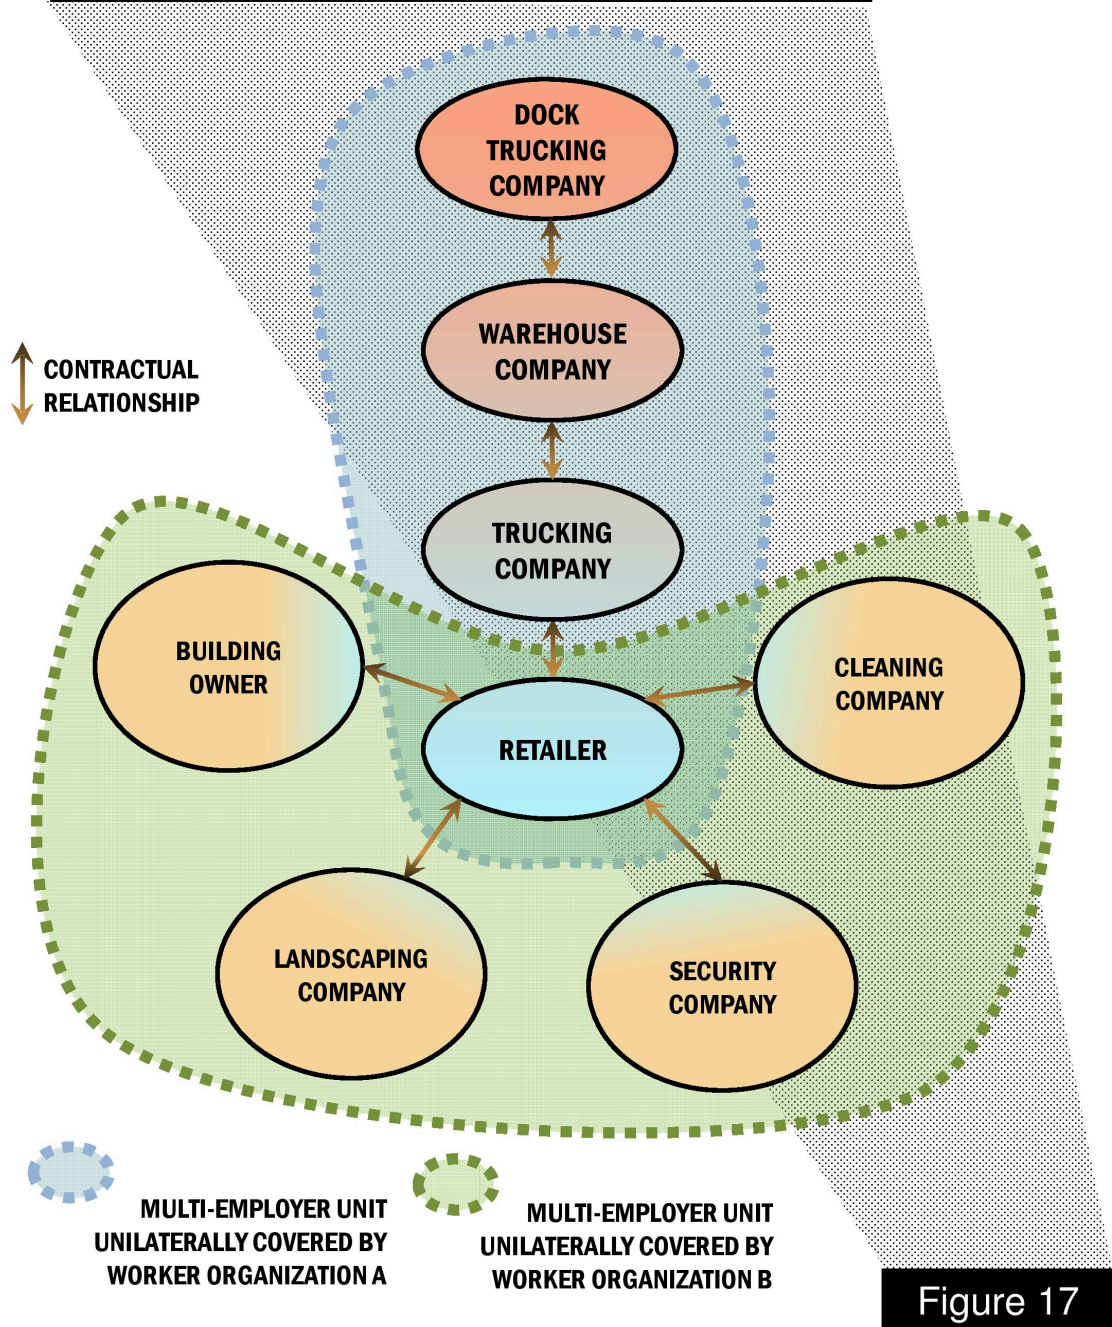 DOCK
TRUCKING
COMPANY
WAREHOUSE
COMPANY
CONTRACTUAL
RELATIONSHIP
TRUCKING
COMPANY
BUILDING
OWNER
CLEANING
COMPANY
RETAILER
LANDSCAPING
COMPANY
SECURITY
COMPANY
MULTI-EMPLOYER UNIT
UNILATERALLY COVERED BY
WORKER ORGANIZATION A
MULTI-EMPLOYER UNIT
UNILATERALLY COVERED BY
WORKER ORGANIZATION B
Figure 17